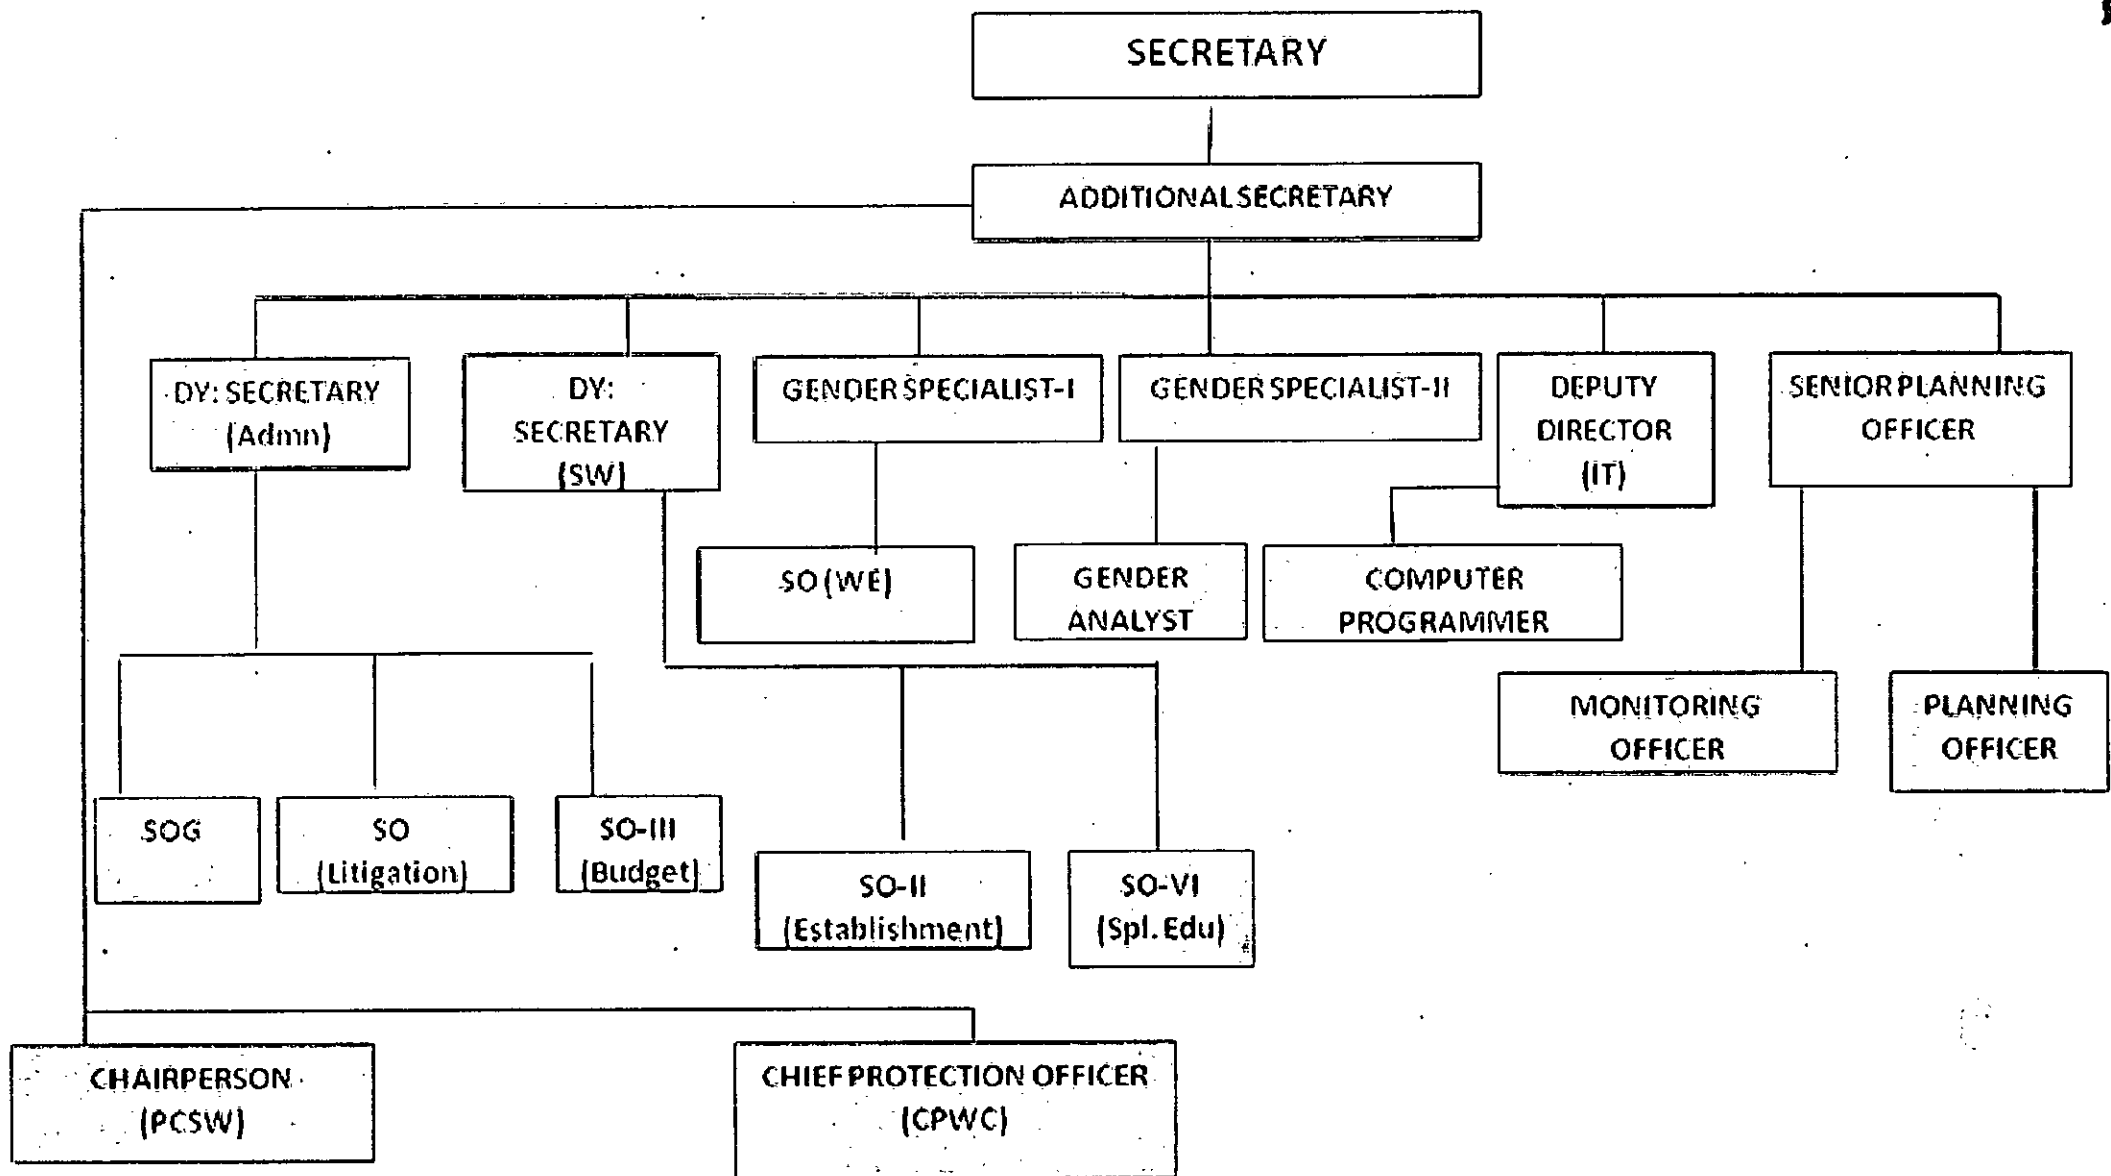 SECRETARY
ADDITIONAL SECRETARY
DY: SECRETARY
(Admn)
DY:
SECRETARY
(SW)
GENDER SPECIALIST-I
GENDER SPECIALIST-II
DEPUTY
DIRECTOR
(IT)
SENIOR PLANNING
OFFICER
SO (WE)
GENDER
ANALYST
COMPUTER
PROGRAMMER
MONITORING
OFFICER
PLANNING
OFFICER
SOG
SO
(Litigation)
SO-III
(Budget)
SO-II
(Establishment)
SO-VI
(Spl. Edu)
CHAIRPERSON
(PCSW)
CHIEF PROTECTION OFFICER
(CPWC)